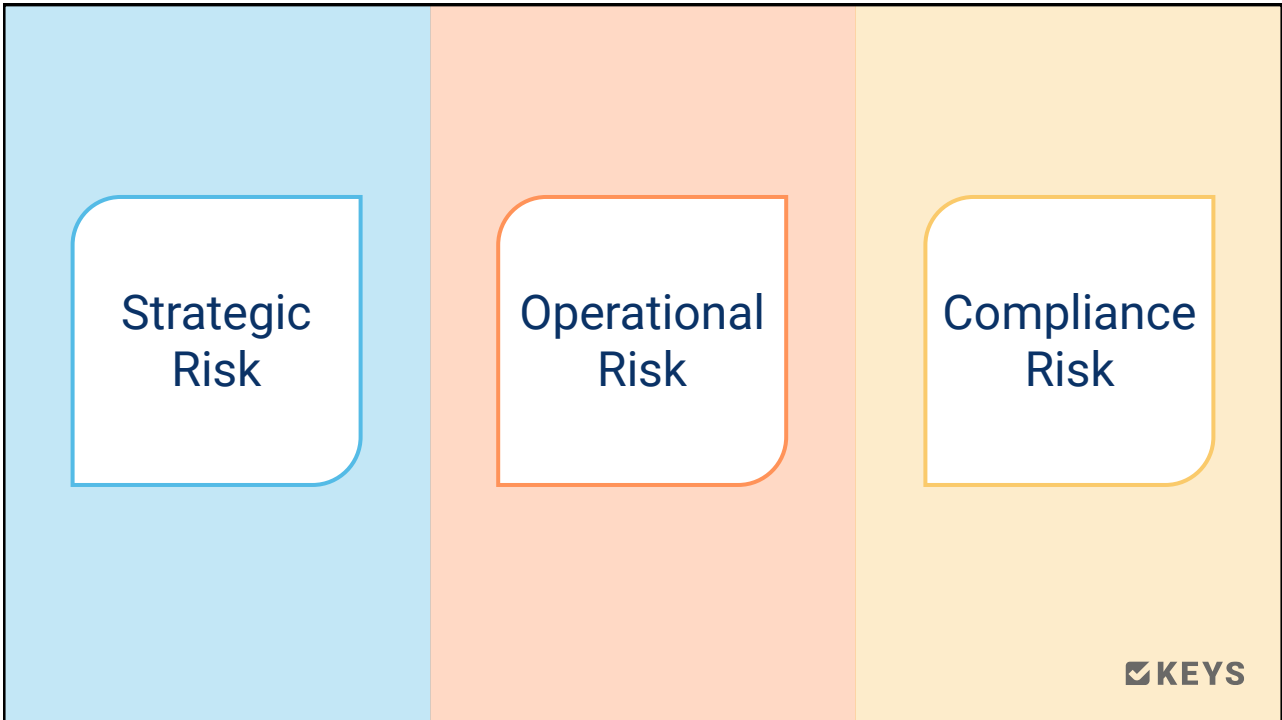 Strategic
Risk
Operational
Risk
Compliance
Risk
KEYS